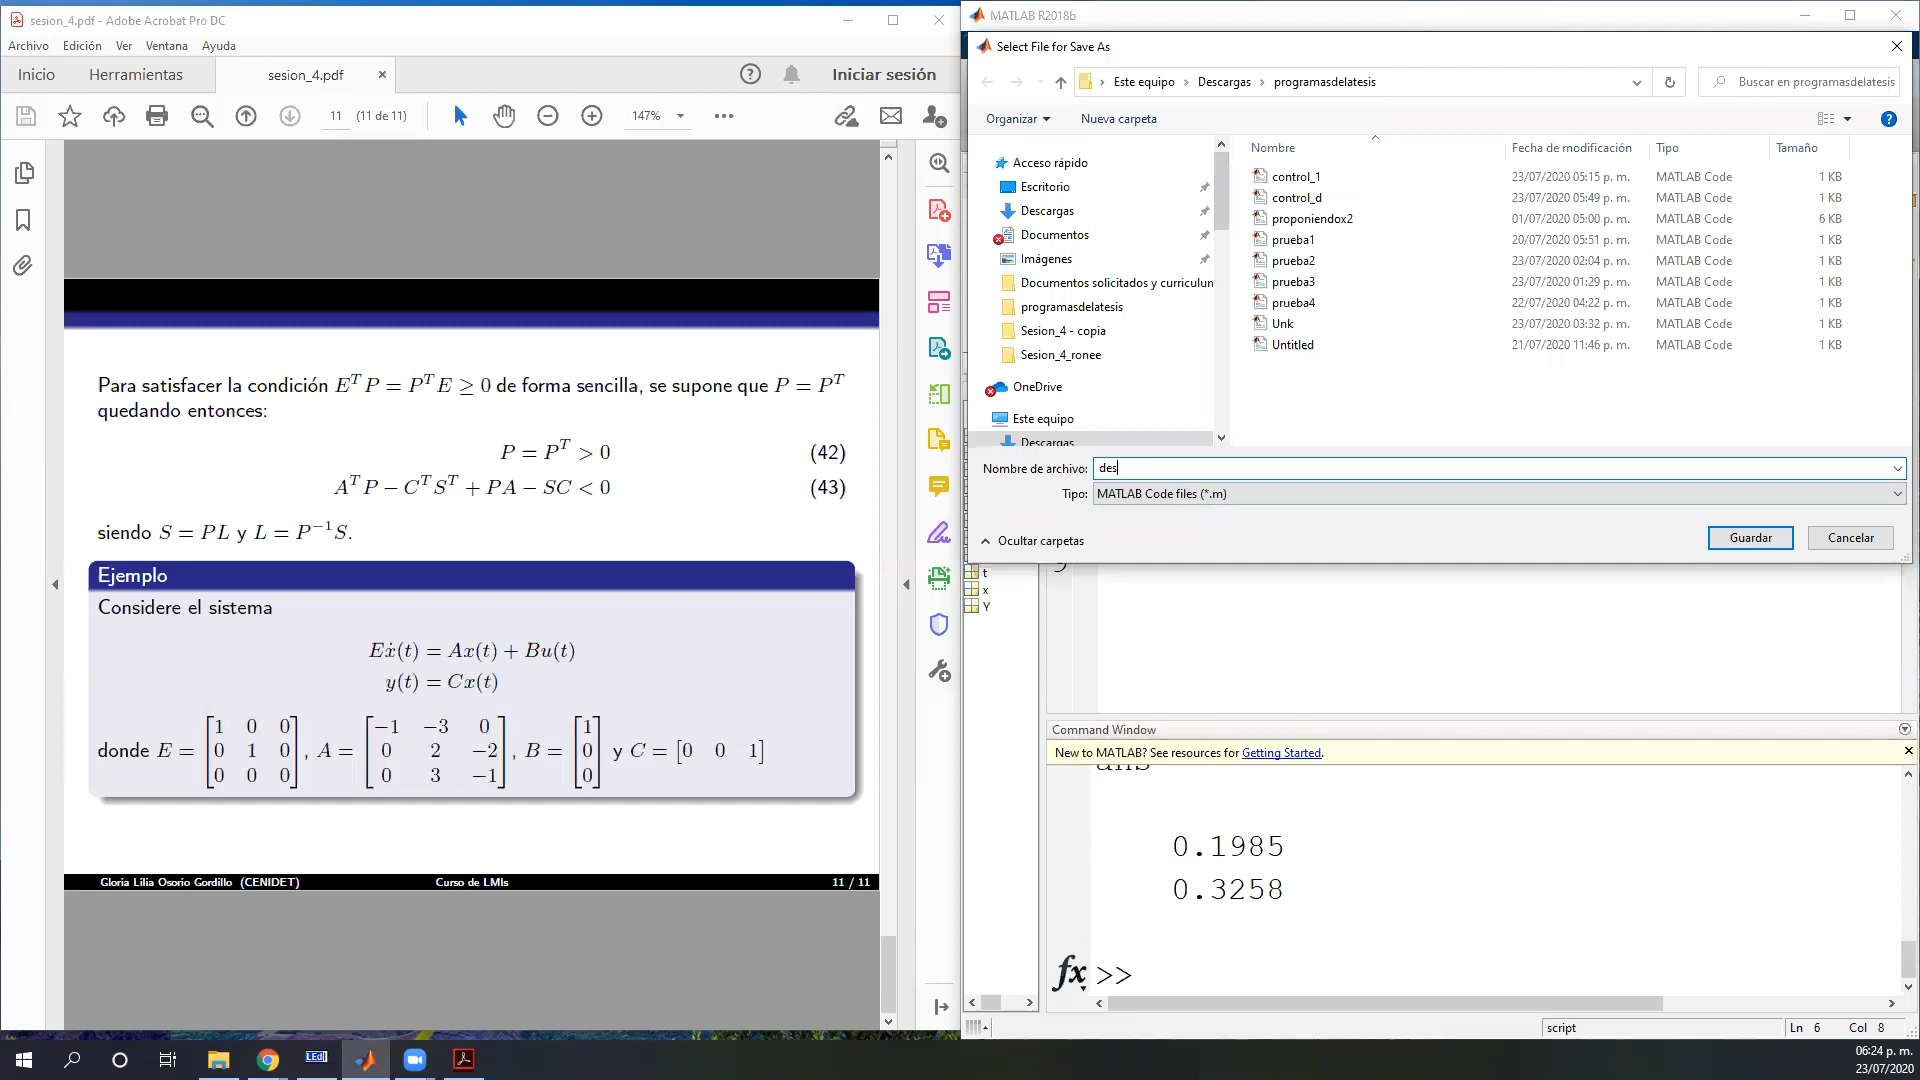 sesion_4.pdf - Adobe Acrobat Pro DC
Archivo Edición Ver Ventana Ayuda
Inicio Herramientas sesion_4.pdf × Iniciar sesión
11 (11 de 11) 147%
Para satisfacer la condición E^T P = P^T E ≥ 0 de forma sencilla, se supone que P = P^T
quedando entonces:
P = P^T > 0 (42)
A^T P − C^T S^T + PA − SC < 0 (43)
siendo S = PL y L = P^−1 S.
Ejemplo
Considere el sistema
Eẋ(t) = Ax(t) + Bu(t)
y(t) = Cx(t)
donde E = [1 0 0; 0 1 0; 0 0 0], A = [−1 −3 0; 0 2 −2; 0 3 −1], B = [1; 0; 0] y C = [0 0 1]
Gloria Lilia Osorio Gordillo (CENIDET) Curso de LMIs 11 / 11
MATLAB R2018b
Select File for Save As
Este equipo › Descargas › programasdelatesis
Buscar en programasdelatesis
Organizar Nueva carpeta
Acceso rápido
Escritorio
Descargas
Documentos
Imágenes
Documentos solicitados y curriculum
programasdelatesis
Sesion_4 - copia
Sesion_4_ronee
OneDrive
Este equipo
Descargas
Nombre Fecha de modificación Tipo Tamaño
control_1 23/07/2020 05:15 p. m. MATLAB Code 1 KB
control_d 23/07/2020 05:49 p. m. MATLAB Code 1 KB
proponiendox2 01/07/2020 05:00 p. m. MATLAB Code 6 KB
prueba1 20/07/2020 05:51 p. m. MATLAB Code 1 KB
prueba2 23/07/2020 02:04 p. m. MATLAB Code 1 KB
prueba3 23/07/2020 01:29 p. m. MATLAB Code 1 KB
prueba4 22/07/2020 04:22 p. m. MATLAB Code 1 KB
Unk 23/07/2020 03:32 p. m. MATLAB Code 1 KB
Untitled 21/07/2020 11:46 p. m. MATLAB Code 1 KB
Nombre de archivo: des
Tipo: MATLAB Code files (*.m)
Ocultar carpetas Guardar Cancelar
t
x
Y
Command Window
New to MATLAB? See resources for Getting Started.
ans
0.1985
0.3258
fx >>
script Ln 6 Col 8
LEdi
06:24 p. m.
23/07/2020